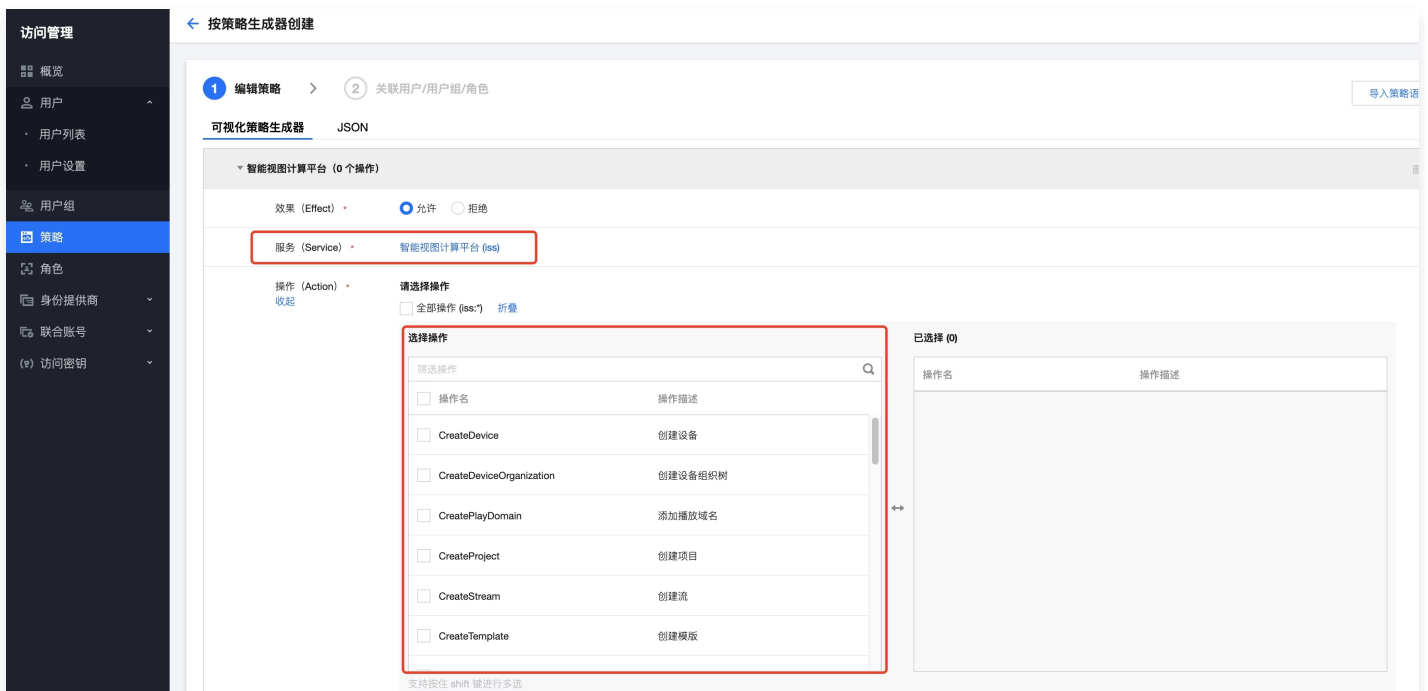 访问管理
概览
用户
用户列表
用户设置
用户组
策略
角色
身份提供商
联合账号
访问密钥
按策略生成器创建
1 编辑策略
2 关联用户/用户组/角色
导入策略语
可视化策略生成器 JSON
智能视图计算平台（0 个操作）
效果（Effect） * 允许 拒绝
服务（Service） * 智能视图计算平台 (iss)
操作（Action） * 请选择操作
收起 全部操作 (iss:*) 折叠
选择操作
筛选操作
操作名 操作描述
CreateDevice 创建设备
CreateDeviceOrganization 创建设备组织树
CreatePlayDomain 添加播放域名
CreateProject 创建项目
CreateStream 创建流
CreateTemplate 创建模版
支持按住 shift 键进行多选
已选择 (0)
操作名 操作描述